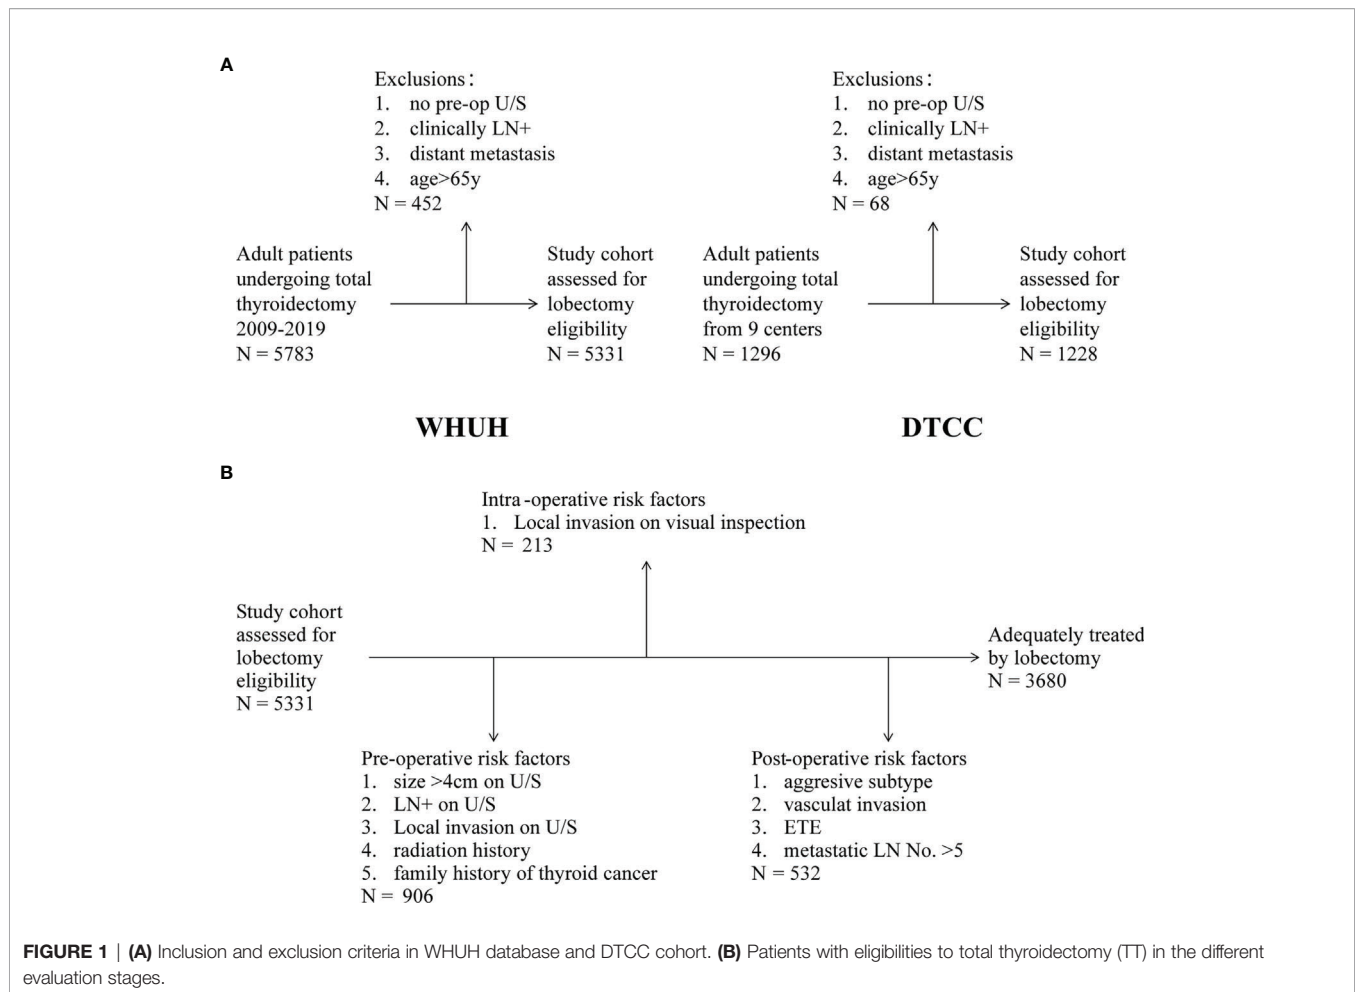 A
Exclusions:
1. no pre-op U/S
2. clinically LN+
3. distant metastasis
4. age>65y
N = 452
Adult patients
undergoing total
thyroidectomy
2009-2019
N = 5783
Study cohort
assessed for
lobectomy
eligibility
N = 5331
WHUH
Exclusions:
1. no pre-op U/S
2. clinically LN+
3. distant metastasis
4. age>65y
N = 68
Adult patients
undergoing total
thyroidectomy
from 9 centers
N = 1296
Study cohort
assessed for
lobectomy
eligibility
N = 1228
DTCC
B
Intra-operative risk factors
1. Local invasion on visual inspection
N = 213
Study cohort
assessed for
lobectomy
eligibility
N = 5331
Adequately treated
by lobectomy
N = 3680
Pre-operative risk factors
1. size >4cm on U/S
2. LN+ on U/S
3. Local invasion on U/S
4. radiation history
5. family history of thyroid cancer
N = 906
Post-operative risk factors
1. aggresive subtype
2. vasculat invasion
3. ETE
4. metastatic LN No. >5
N = 532
FIGURE 1 | (A) Inclusion and exclusion criteria in WHUH database and DTCC cohort. (B) Patients with eligibilities to total thyroidectomy (TT) in the different
evaluation stages.